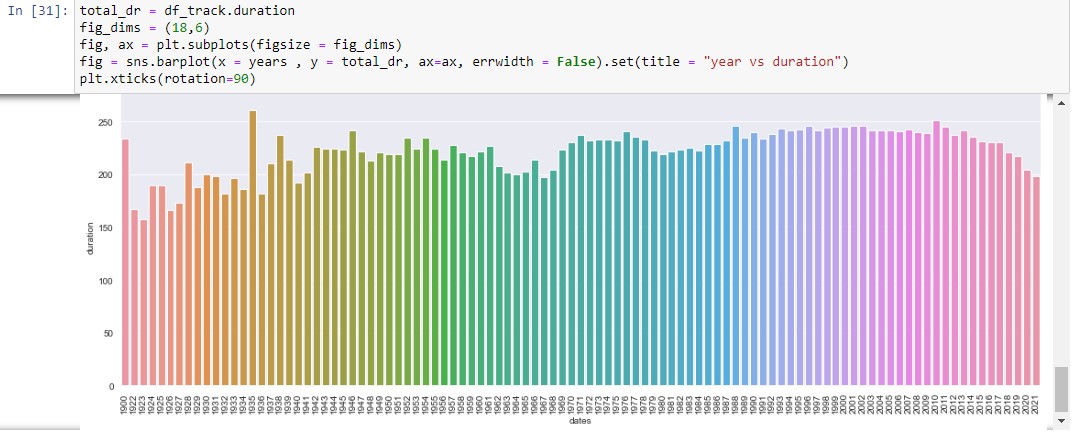 In [31]: total_dr = df_track.duration
fig_dims = (18,6)
fig, ax = plt.subplots(figsize = fig_dims)
fig = sns.barplot(x = years , y = total_dr, ax=ax, errwidth = False).set(title = "year vs duration")
plt.xticks(rotation=90)
250
200
150
100
50
0
duration
1900 1922 1923 1924 1925 1926 1927 1928 1929 1930 1931 1932 1933 1934 1935 1936 1937 1938 1939 1940 1941 1942 1943 1944 1945 1946 1947 1948 1949 1950 1951 1952 1953 1954 1955 1956 1957 1958 1959 1960 1961 1962 1963 1964 1965 1966 1967 1968 1969 1970 1971 1972 1973 1974 1975 1976 1977 1978 1979 1980 1981 1982 1983 1984 1985 1986 1987 1988 1989 1990 1991 1992 1993 1994 1995 1996 1997 1998 1999 2000 2001 2002 2003 2004 2005 2006 2007 2008 2009 2010 2011 2012 2013 2014 2015 2016 2017 2018 2019 2020 2021
dates